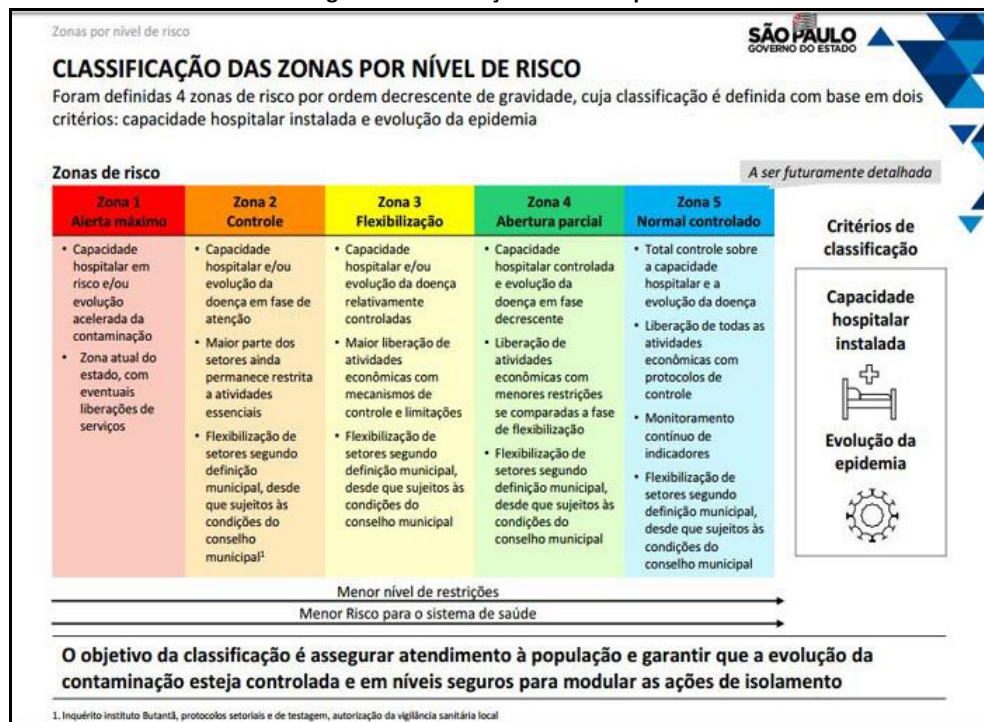 Zonas por nível de risco
SÃO PAULO
GOVERNO DO ESTADO
CLASSIFICAÇÃO DAS ZONAS POR NÍVEL DE RISCO
Foram definidas 4 zonas de risco por ordem decrescente de gravidade, cuja classificação é definida com base em dois
critérios: capacidade hospitalar instalada e evolução da epidemia
Zonas de risco
A ser futuramente detalhada
Zona 1
Alerta máximo
• Capacidade
hospitalar em
risco e/ou
evolução
acelerada da
contaminação
• Zona atual do
estado, com
eventuais
liberações de
serviços
Zona 2
Controle
• Capacidade
hospitalar e/ou
evolução da
doença em fase de
atenção
• Maior parte dos
setores ainda
permanece restrita
a atividades
essenciais
• Flexibilização de
setores segundo
definição
municipal, desde
que sujeitos às
condições do
conselho
municipal¹
Zona 3
Flexibilização
• Capacidade
hospitalar e/ou
evolução da doença
relativamente
controladas
• Maior liberação de
atividades
econômicas com
mecanismos de
controle e limitações
• Flexibilização de
setores segundo
definição municipal,
desde que sujeitos às
condições do
conselho municipal
Zona 4
Abertura parcial
• Capacidade
hospitalar controlada
e evolução da
doença em fase
decrescente
• Liberação de
atividades
econômicas com
menores restrições
se comparadas a fase
de flexibilização
• Flexibilização de
setores segundo
definição municipal,
desde que sujeitos às
condições do
conselho municipal
Zona 5
Normal controlado
• Total controle sobre
a capacidade
hospitalar e a
evolução da doença
• Liberação de todas as
atividades
econômicas com
protocolos de
controle
• Monitoramento
contínuo de
indicadores
• Flexibilização de
setores segundo
definição municipal,
desde que sujeitos às
condições do
conselho municipal
Critérios de
classificação
Capacidade
hospitalar
instalada
Evolução da
epidemia
Menor nível de restrições
Menor Risco para o sistema de saúde
O objetivo da classificação é assegurar atendimento à população e garantir que a evolução da
contaminação esteja controlada e em níveis seguros para modular as ações de isolamento
1. Inquérito instituto Butantã, protocolos setoriais e de testagem, autorização da vigilância sanitária local